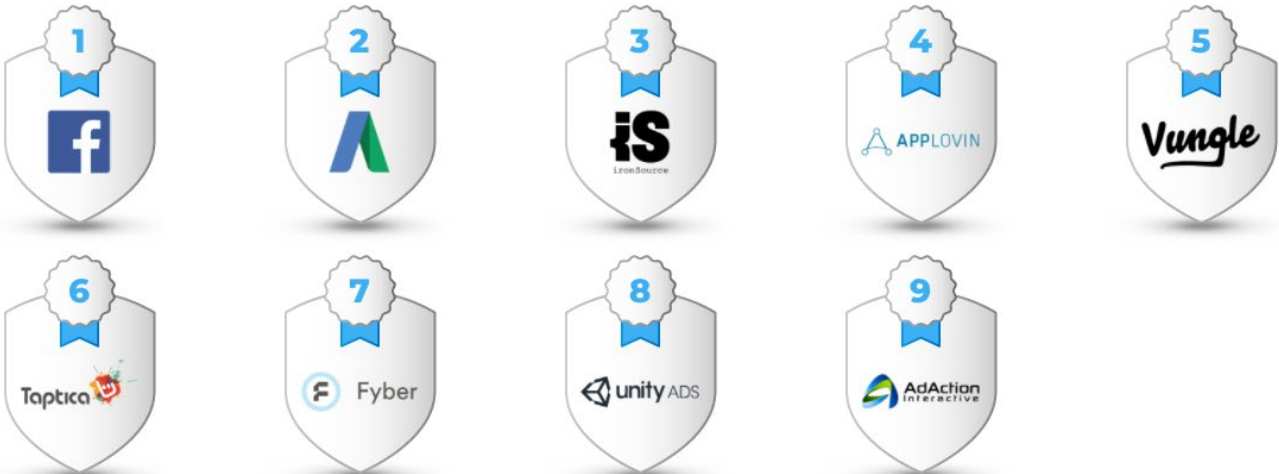 1
2
3
4
5
f
iS
ironSource
APPLOVIN
Vungle
6
7
8
9
Taptica
F Fyber
unity ADS
AdAction
Interactive